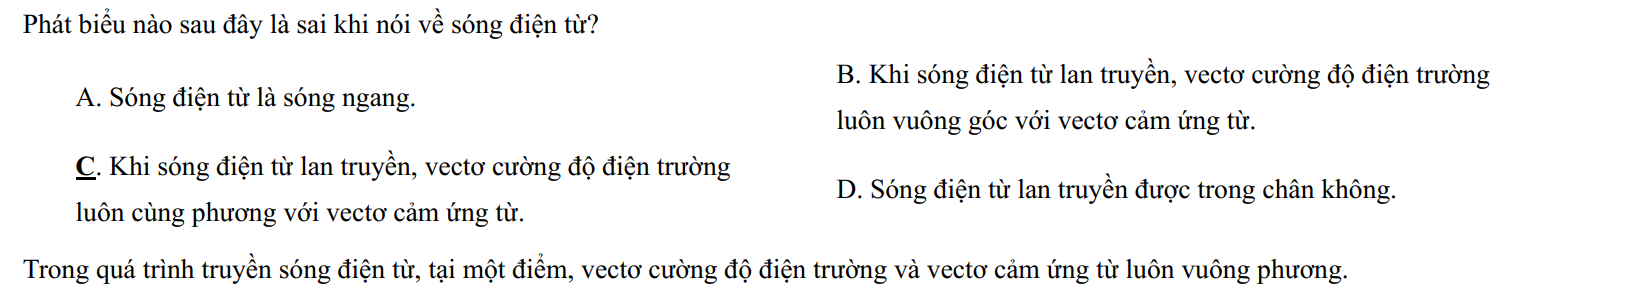 Phát biểu nào sau đây là sai khi nói về sóng điện từ?
A. Sóng điện từ là sóng ngang.
B. Khi sóng điện từ lan truyền, vectơ cường độ điện trường
luôn vuông góc với vectơ cảm ứng từ.
C. Khi sóng điện từ lan truyền, vectơ cường độ điện trường
luôn cùng phương với vectơ cảm ứng từ.
D. Sóng điện từ lan truyền được trong chân không.
Trong quá trình truyền sóng điện từ, tại một điểm, vectơ cường độ điện trường và vectơ cảm ứng từ luôn vuông phương.